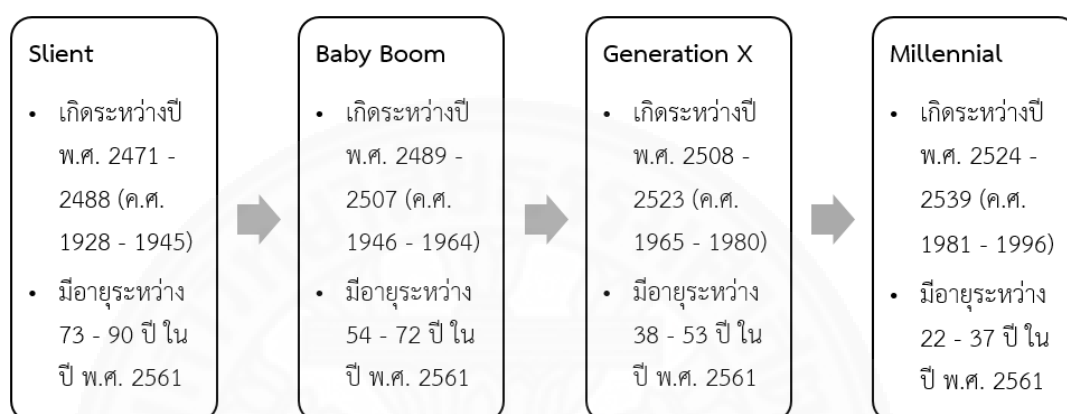 Slient
• เกิดระหว่างปี
พ.ศ. 2471 -
2488 (ค.ศ.
1928 - 1945)
• มีอายุระหว่าง
73 - 90 ปี ใน
ปี พ.ศ. 2561
Baby Boom
• เกิดระหว่างปี
พ.ศ. 2489 -
2507 (ค.ศ.
1946 - 1964)
• มีอายุระหว่าง
54 - 72 ปี ใน
ปี พ.ศ. 2561
Generation X
• เกิดระหว่างปี
พ.ศ. 2508 -
2523 (ค.ศ.
1965 - 1980)
• มีอายุระหว่าง
38 - 53 ปี ใน
ปี พ.ศ. 2561
Millennial
• เกิดระหว่างปี
พ.ศ. 2524 -
2539 (ค.ศ.
1981 - 1996)
• มีอายุระหว่าง
22 - 37 ปี ใน
ปี พ.ศ. 2561